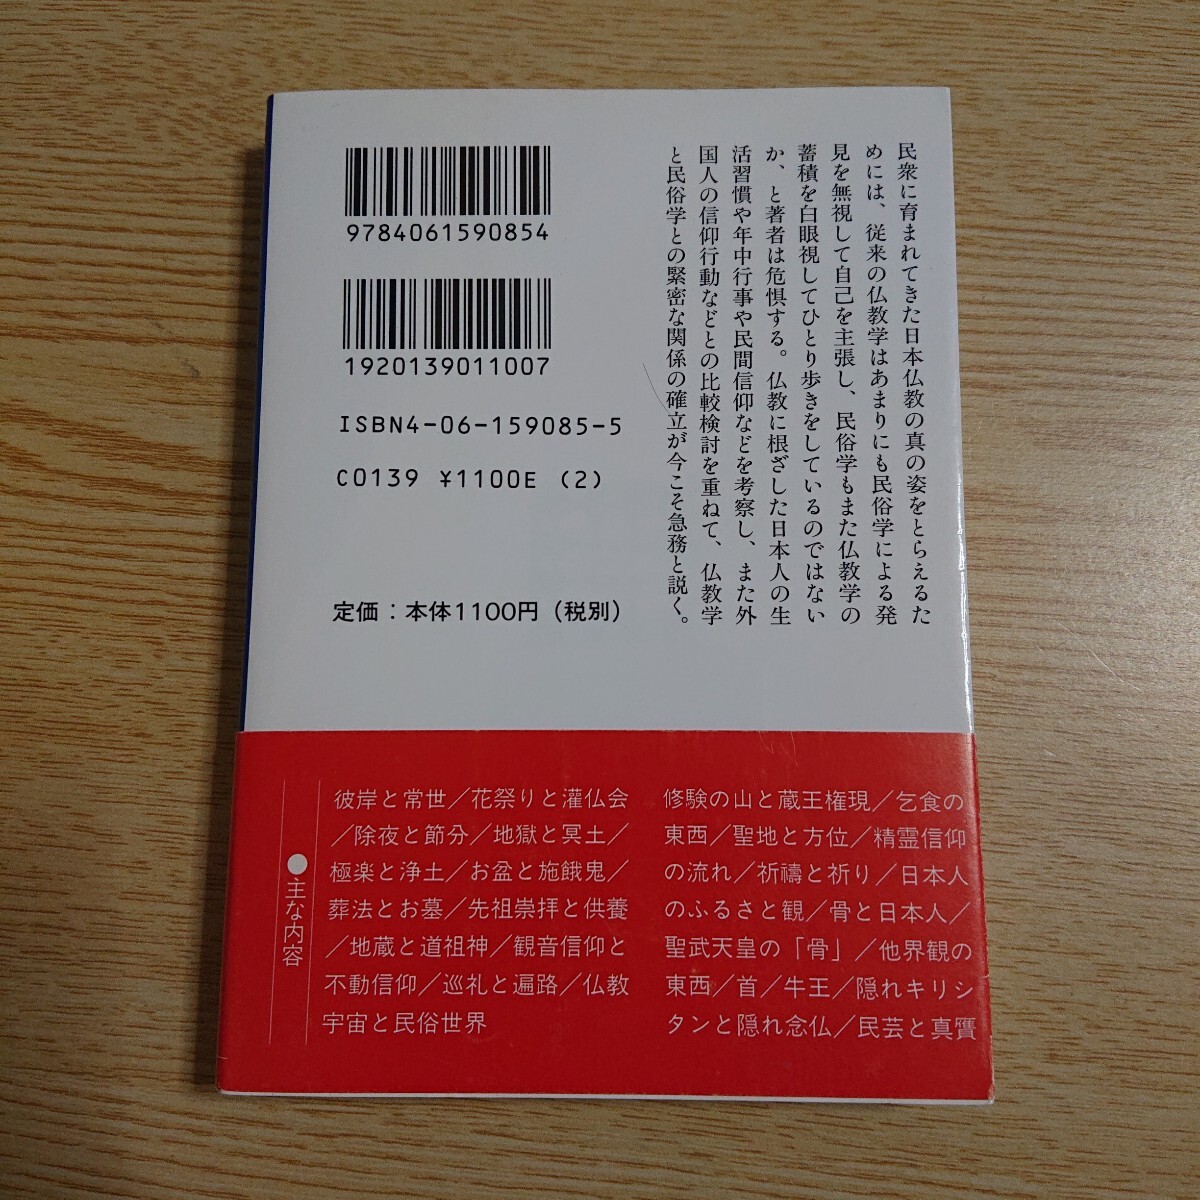 民衆に育まれてきた日本仏教の真の姿をとらえるた
めには、従来の仏教学はあまりにも民俗学による発
見を無視して自己を主張し、民俗学もまた仏教学の
蓄積を白眼視してひとり歩きをしているのではない
か、と著者は危惧する。仏教に根ざした日本人の生
活習慣や年中行事や民間信仰などを考察し、また外
国人の信仰行動などとの比較検討を重ねて、仏教学
と民俗学との緊密な関係の確立が今こそ急務と説く。
9784061590854
1920139011007
ISBN4-06-159085-5
C0139 ¥1100E (2)
定価：本体1100円（税別）
●主な内容
彼岸と常世／花祭りと灌仏会
／除夜と節分／地獄と冥土／
極楽と浄土／お盆と施餓鬼／
葬法とお墓／先祖崇拝と供養
／地蔵と道祖神／観音信仰と
不動信仰／巡礼と遍路／仏教
宇宙と民俗世界
修験の山と蔵王権現／乞食の
東西／聖地と方位／精霊信仰
の流れ／祈禱と祈り／日本人
のふるさと観／骨と日本人／
聖武天皇の「骨」／他界観の
東西／首／牛王／隠れキリシ
タンと隠れ念仏／民芸と真贋